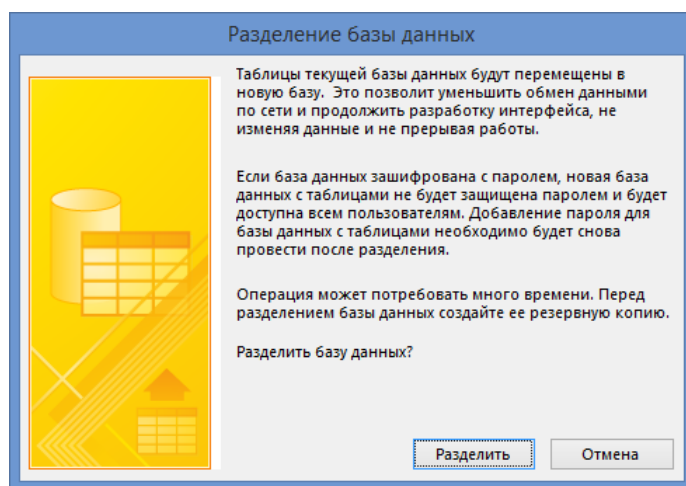 Разделение базы данных
Таблицы текущей базы данных будут перемещены в
новую базу. Это позволит уменьшить обмен данными
по сети и продолжить разработку интерфейса, не
изменяя данные и не прерывая работы.
Если база данных зашифрована с паролем, новая база
данных с таблицами не будет защищена паролем и будет
доступна всем пользователям. Добавление пароля для
базы данных с таблицами необходимо будет снова
провести после разделения.
Операция может потребовать много времени. Перед
разделением базы данных создайте ее резервную копию.
Разделить базу данных?
Разделить
Отмена